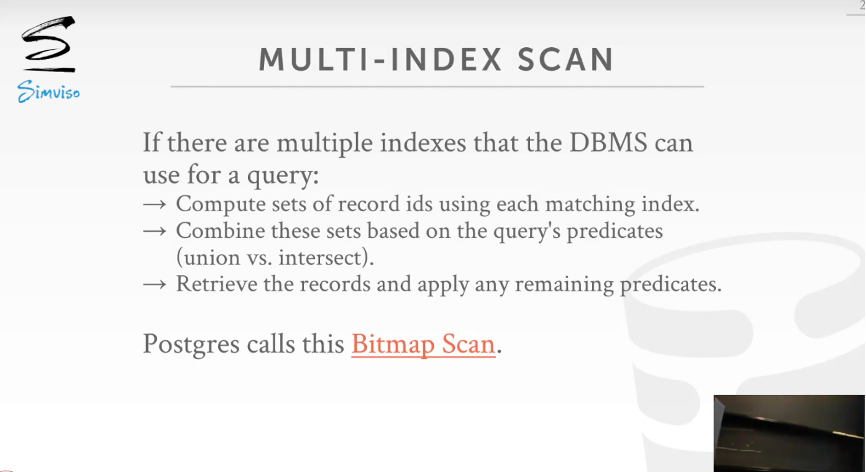 2
Simviso
MULTI-INDEX SCAN
If there are multiple indexes that the DBMS can
use for a query:
→ Compute sets of record ids using each matching index.
→ Combine these sets based on the query's predicates
(union vs. intersect).
→ Retrieve the records and apply any remaining predicates.
Postgres calls this Bitmap Scan.